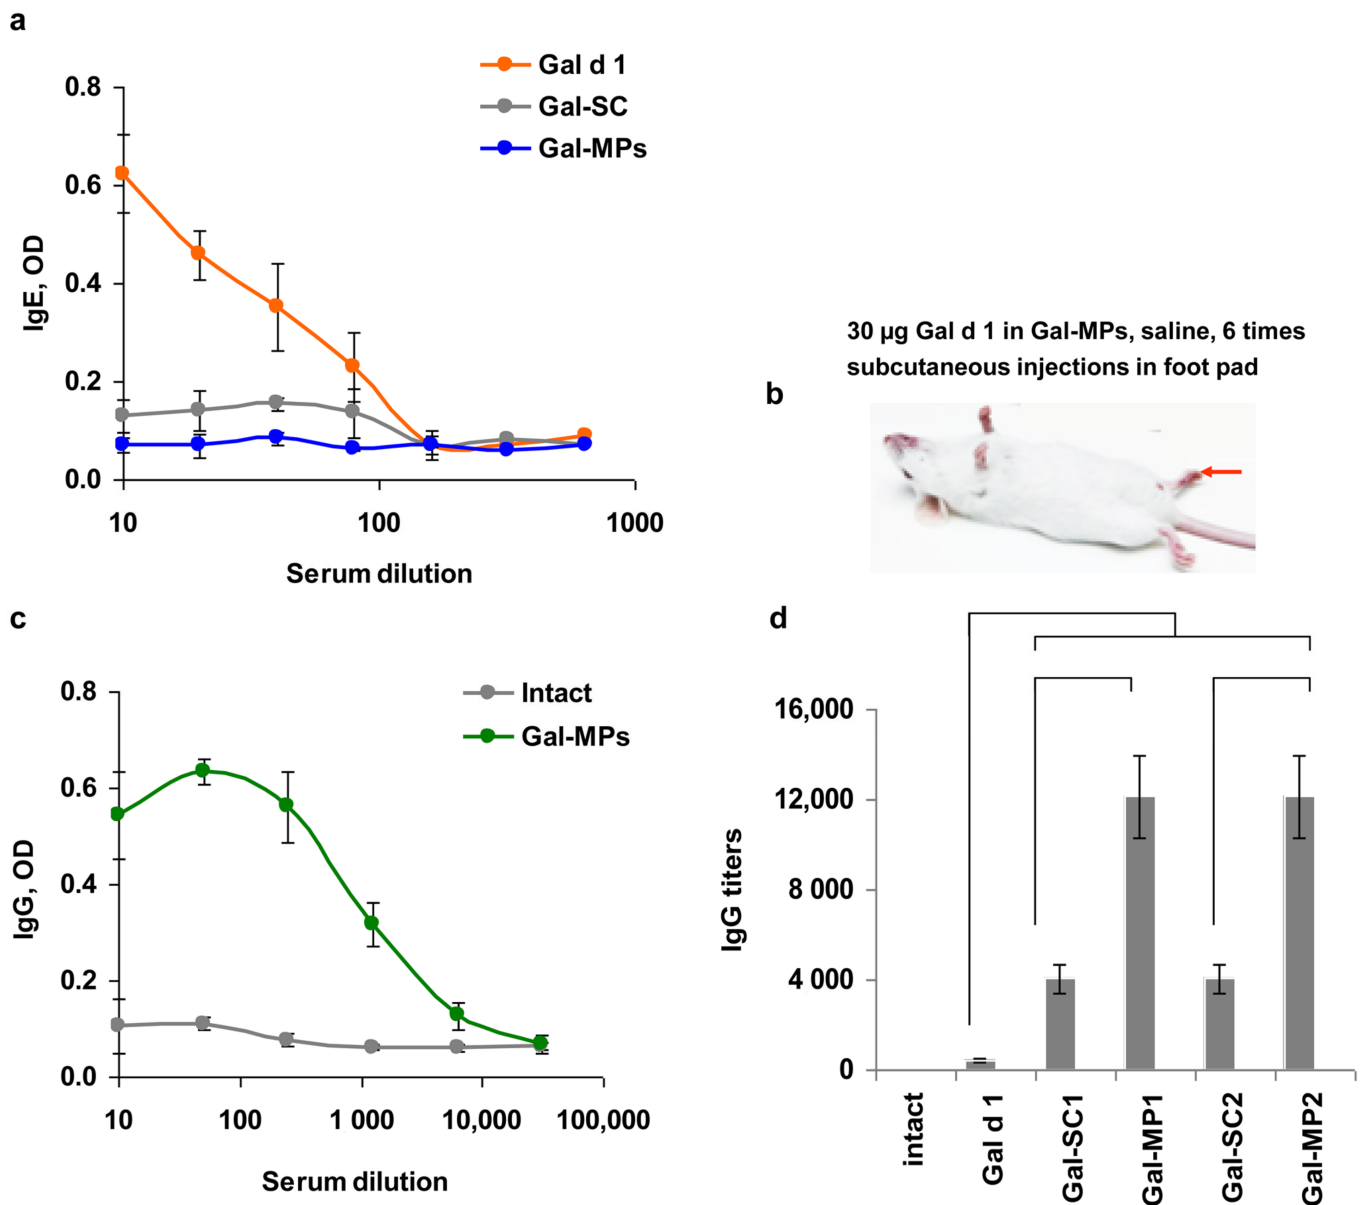 a
Gal d 1
Gal-SC
Gal-MPs
0.8
0.6
0.4
0.2
0.0
IgE, OD
10 100 1000
Serum dilution
30 µg Gal d 1 in Gal-MPs, saline, 6 times
subcutaneous injections in foot pad
b
c
Intact
Gal-MPs
0.8
0.6
0.4
0.2
0.0
IgG, OD
10 100 1 000 10,000 100,000
Serum dilution
d
16,000
12,000
8 000
4 000
0
IgG titers
intact
Gal d 1
Gal-SC1
Gal-MP1
Gal-SC2
Gal-MP2